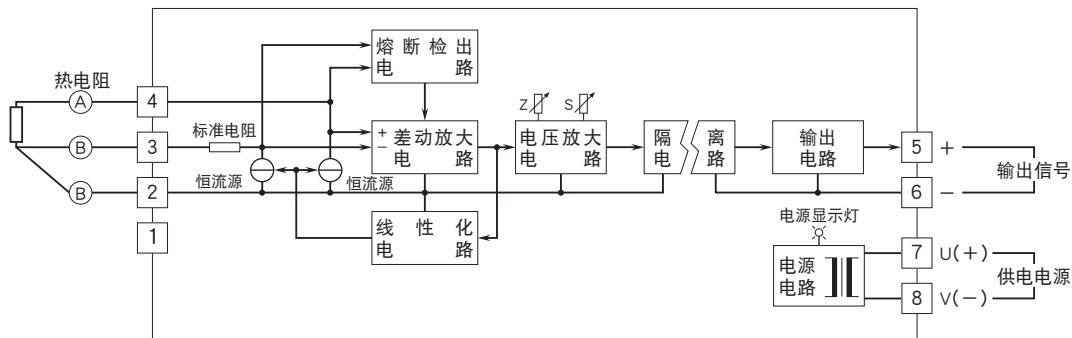 熔断检出
电路
热电阻
A
4
Z
S
标准电阻
B
3
+
−
差动放大
电路
电压放大
电路
隔离
电路
输出
电路
5
+
输出信号
恒流源
恒流源
B
2
6
−
1
线性化
电路
电源显示灯
电源
电路
7
U(+)
供电电源
8
V(−)